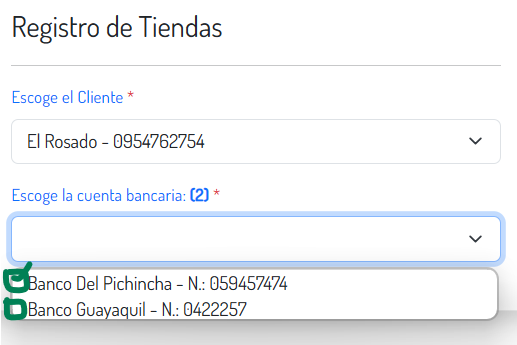 Registro de Tiendas
Escoge el Cliente *
El Rosado - 0954762754
Escoge la cuenta bancaria: (2) *
Banco Del Pichincha - N.: 059457474
Banco Guayaquil - N.: 0422257